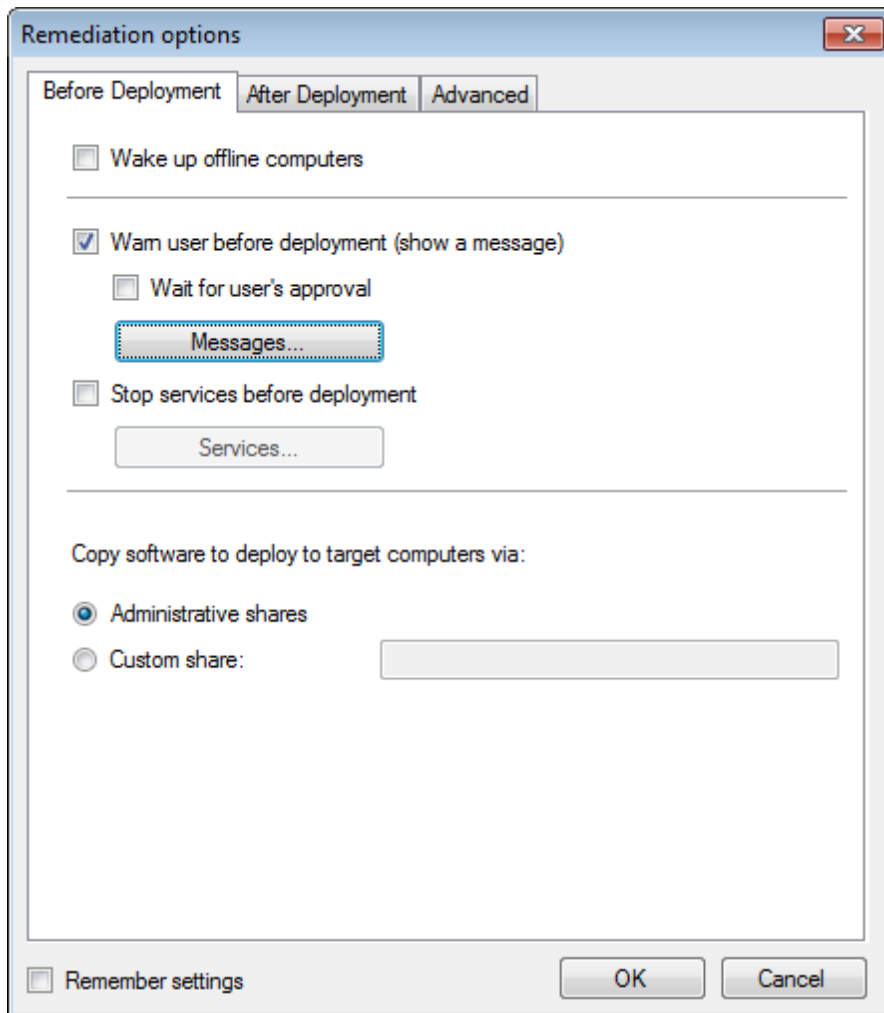 Remediation options
Before Deployment After Deployment Advanced
Wake up offline computers
Warn user before deployment (show a message)
Wait for user's approval
Messages...
Stop services before deployment
Services...
Copy software to deploy to target computers via:
Administrative shares
Custom share:
Remember settings OK Cancel